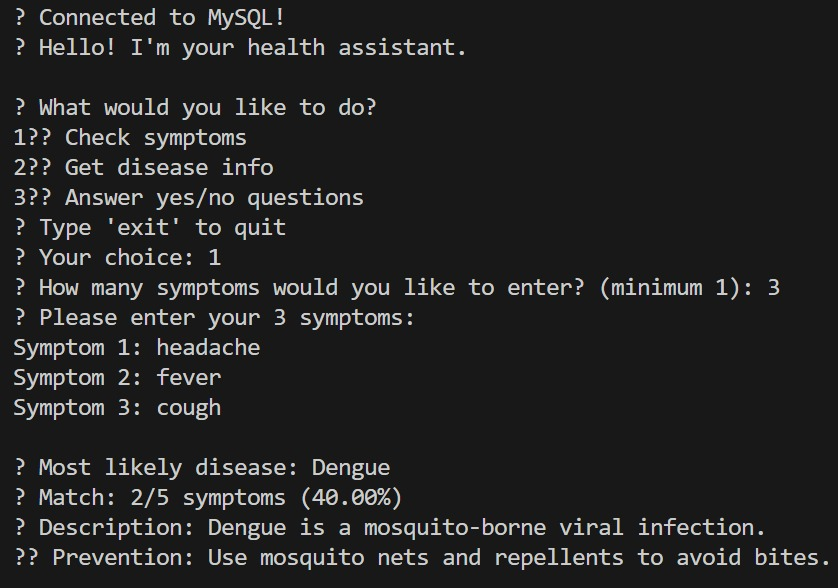 ? Connected to MySQL!
? Hello! I'm your health assistant.
? What would you like to do?
1?? Check symptoms
2?? Get disease info
3?? Answer yes/no questions
? Type 'exit' to quit
? Your choice: 1
? How many symptoms would you like to enter? (minimum 1): 3
? Please enter your 3 symptoms:
Symptom 1: headache
Symptom 2: fever
Symptom 3: cough
? Most likely disease: Dengue
? Match: 2/5 symptoms (40.00%)
? Description: Dengue is a mosquito-borne viral infection.
?? Prevention: Use mosquito nets and repellents to avoid bites.